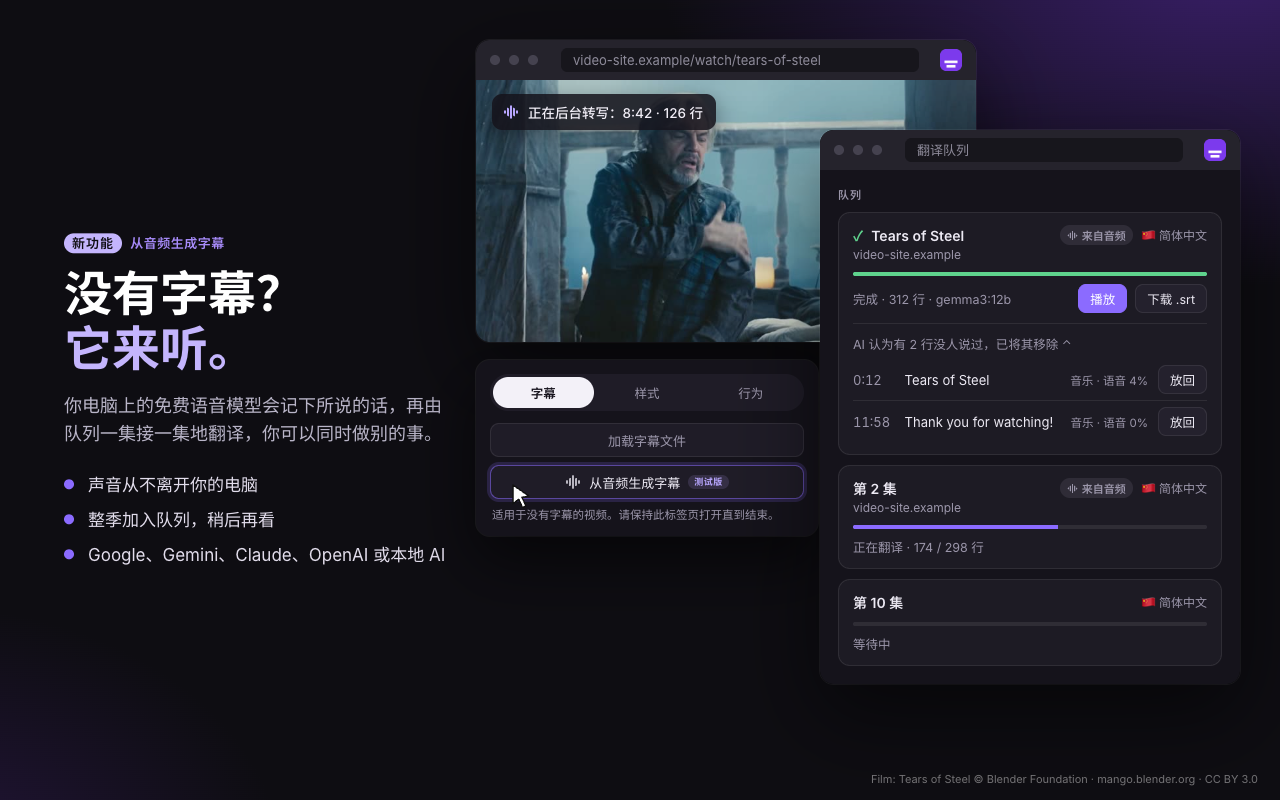 新功能 从音频生成字幕
没有字幕？
它来听。
你电脑上的免费语音模型会记下所说的话，再由
队列一集接一集地翻译，你可以同时做别的事。
声音从不离开你的电脑
整季加入队列，稍后再看
Google、Gemini、Claude、OpenAI 或本地 AI
video-site.example/watch/tears-of-steel
正在后台转写：8:42 · 126 行
字幕 样式 行为
加载字幕文件
从音频生成字幕 测试版
适用于没有字幕的视频。请保持此标签页打开直到结束。
翻译队列
队列
✓ Tears of Steel 来自音频 🇨🇳 简体中文
video-site.example
完成 · 312 行 · gemma3:12b 播放 下载 .srt
AI 认为有 2 行没人说过，已将其移除 ^
0:12 Tears of Steel 音乐 · 语音 4% 放回
11:58 Thank you for watching! 音乐 · 语音 0% 放回
第 2 集 来自音频 🇨🇳 简体中文
video-site.example
正在翻译 · 174 / 298 行
第 10 集 🇨🇳 简体中文
等待中
Film: Tears of Steel © Blender Foundation · mango.blender.org · CC BY 3.0